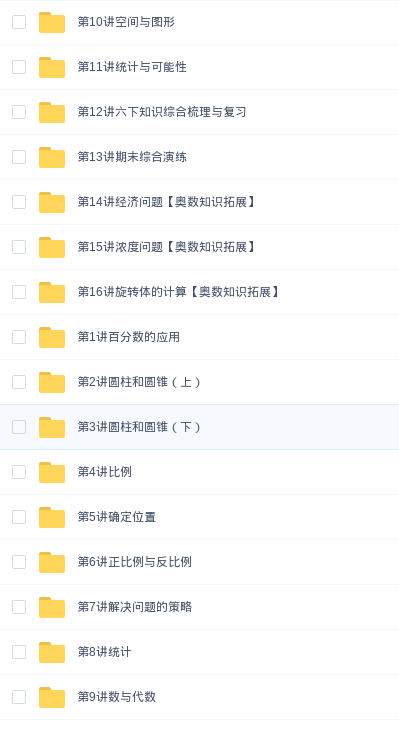 第10讲空间与图形
第11讲统计与可能性
第12讲六下知识综合梳理与复习
第13讲期末综合演练
第14讲经济问题【奥数知识拓展】
第15讲浓度问题【奥数知识拓展】
第16讲旋转体的计算【奥数知识拓展】
第1讲百分数的应用
第2讲圆柱和圆锥（上）
第3讲圆柱和圆锥（下）
第4讲比例
第5讲确定位置
第6讲正比例与反比例
第7讲解决问题的策略
第8讲统计
第9讲数与代数